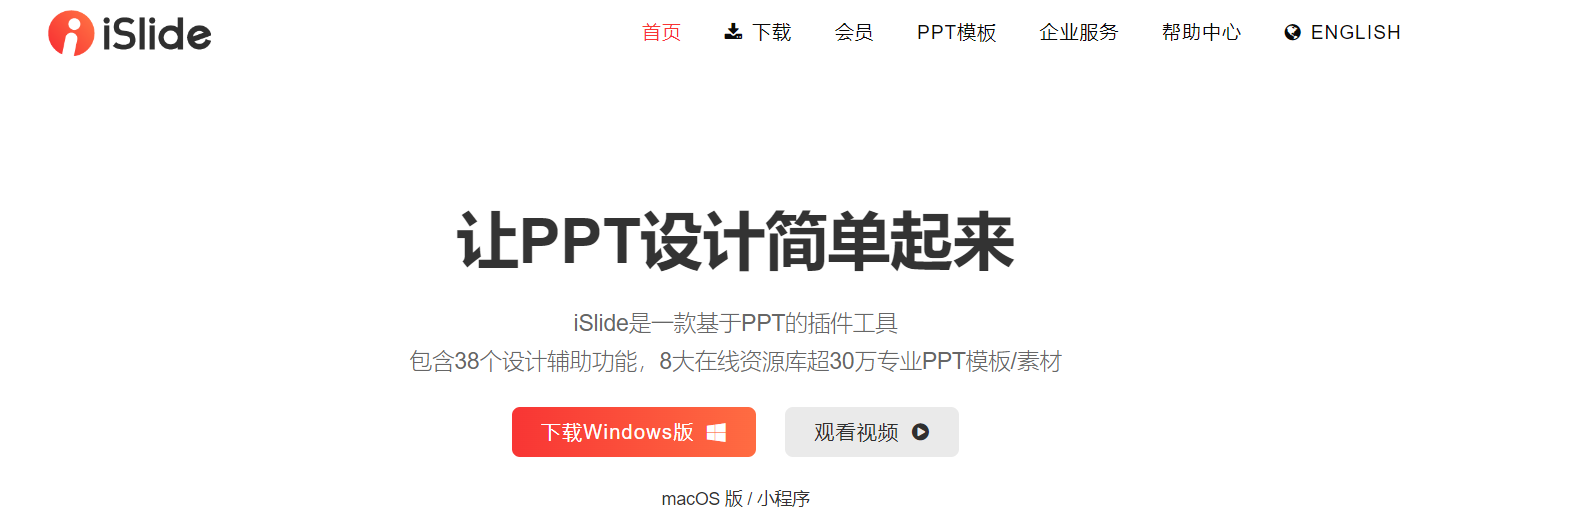 iSlide
首页 下载 会员 PPT模板 企业服务 帮助中心 ENGLISH
让PPT设计简单起来
iSlide是一款基于PPT的插件工具
包含38个设计辅助功能，8大在线资源库超30万专业PPT模板/素材
下载Windows版 观看视频
macOS 版 / 小程序